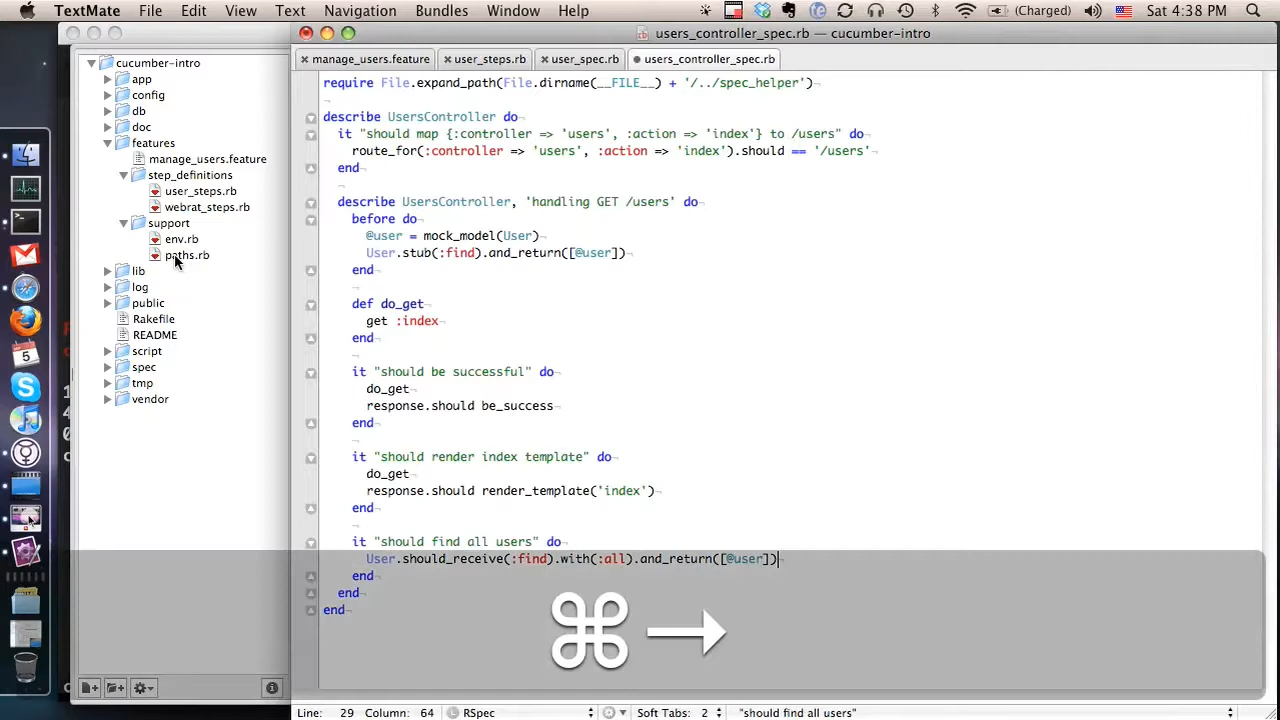 TextMate File Edit View Text Navigation Bundles Window Help (Charged) Sat 4:38 PM
users_controller_spec.rb — cucumber-intro
manage_users.feature user_steps.rb user_spec.rb users_controller_spec.rb
cucumber-intro
app
config
db
doc
features
manage_users.feature
step_definitions
user_steps.rb
webrat_steps.rb
support
env.rb
paths.rb
lib
log
public
Rakefile
README
script
spec
tmp
vendor
require File.expand_path(File.dirname(__FILE__) + '/../spec_helper')
describe UsersController do
it "should map {:controller => 'users', :action => 'index'} to /users" do
route_for(:controller => 'users', :action => 'index').should == '/users'
end
describe UsersController, 'handling GET /users' do
before do
@user = mock_model(User)
User.stub(:find).and_return([@user])
end
def do_get
get :index
end
it "should be successful" do
do_get
response.should be_success
end
it "should render index template" do
do_get
response.should render_template('index')
end
it "should find all users" do
User.should_receive(:find).with(:all).and_return([@user])
end
end
end
⌘ →
Line: 29 Column: 64 RSpec Soft Tabs: 2 "should find all users"
5